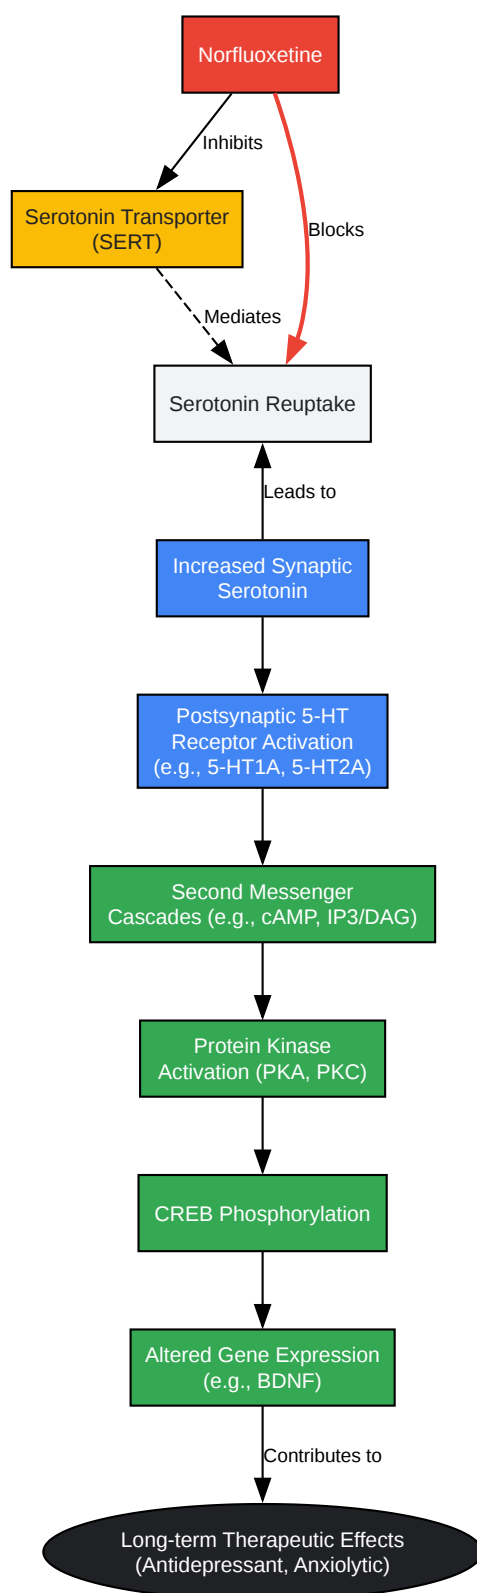 Norfluoxetine
Inhibits
Serotonin Transporter
(SERT)
Blocks
Mediates
Serotonin Reuptake
Leads to
Increased Synaptic
Serotonin
Postsynaptic 5-HT
Receptor Activation
(e.g., 5-HT1A, 5-HT2A)
Second Messenger
Cascades (e.g., cAMP, IP3/DAG)
Protein Kinase
Activation (PKA, PKC)
CREB Phosphorylation
Altered Gene Expression
(e.g., BDNF)
Contributes to
Long-term Therapeutic Effects
(Antidepressant, Anxiolytic)